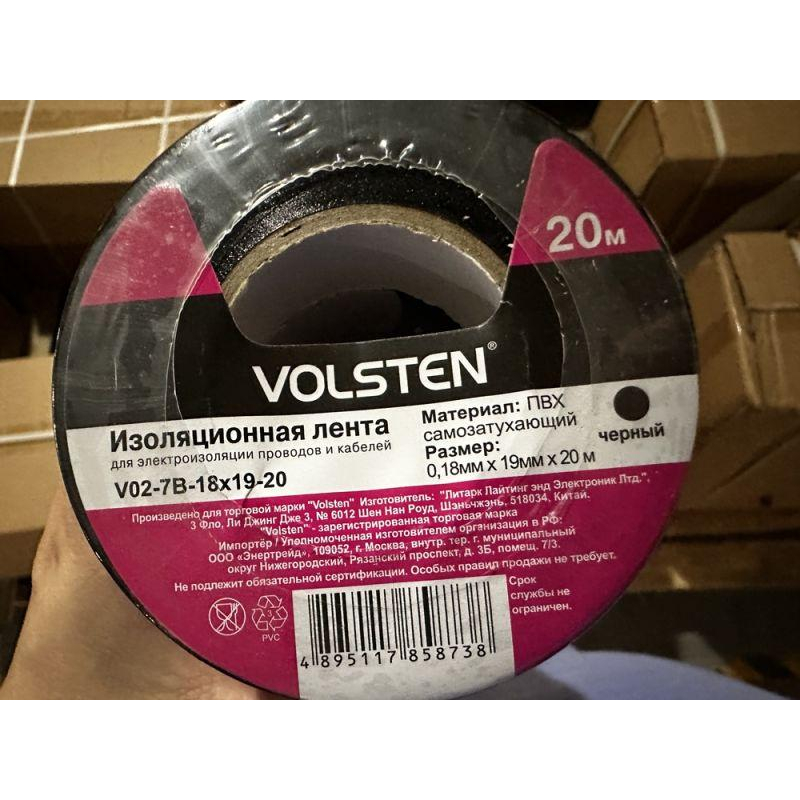 20м
VOLSTEN®
Изоляционная лента
для электроизоляции проводов и кабелей
V02-7B-18x19-20
Материал: ПВХ
самозатухающий
Размер:
0,18мм x 19мм x 20 м
черный
Произведено для торговой марки "Volsten" Изготовитель: "Литарк Лайтинг энд Электроник Лтд.",
3 Фло, Ли Джинг Дже 3, № 6012 Шен Нан Роуд, Шэньчжэнь, 518034, Китай.
"Volsten" - зарегистрированная торговая марка
Импортёр / Уполномоченная изготовителем организация в РФ:
ООО «Энертрейд», 109052, г. Москва, внутр. тер. г. муниципальный
округ Нижегородский, Рязанский проспект, д. 3Б, помещ. 7/3.
Не подлежит обязательной сертификации. Особых правил продажи не требует.
Срок
службы не
ограничен.
3
PVC
4 895117 858738